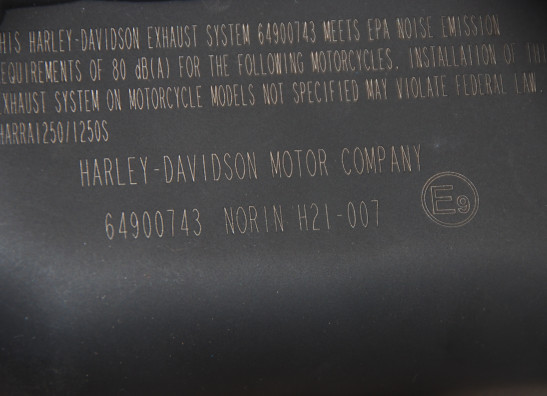 HIS HARLEY-DAVIDSON EXHAUST SYSTEM 64900743 MEETS EPA NOISE EMISSION
EQUIREMENTS OF 80 dB(A) FOR THE FOLLOWING MOTORCYCLES. INSTALLATION OF THI
EXHAUST SYSTEM ON MOTORCYCLE MODELS NOT SPECIFIED MAY VIOLATE FEDERAL LAW.
HARRA1250/1250S
HARLEY-DAVIDSON MOTOR COMPANY
64900743 NORIN H21-007 E9